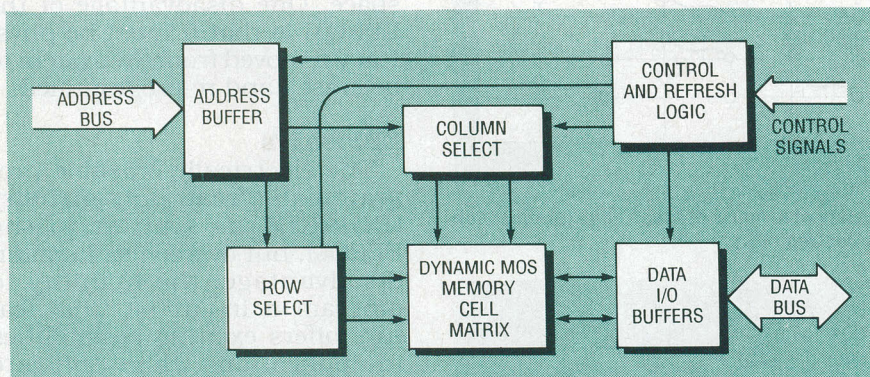 ADDRESS
BUS
ADDRESS
BUFFER
CONTROL
AND REFRESH
LOGIC
CONTROL
SIGNALS
COLUMN
SELECT
ROW
SELECT
DYNAMIC MOS
MEMORY
CELL
MATRIX
DATA
I/O
BUFFERS
DATA
BUS